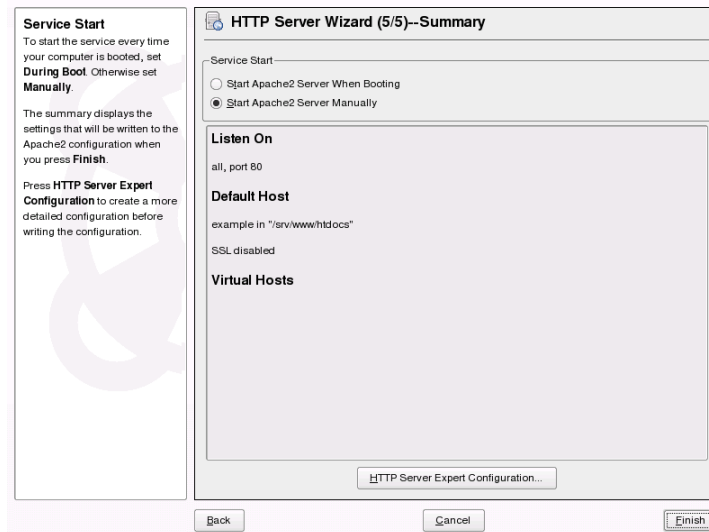 Service Start
To start the service every time
your computer is booted, set
During Boot. Otherwise set
Manually.
The summary displays the
settings that will be written to the
Apache2 configuration when
you press Finish.
Press HTTP Server Expert
Configuration to create a more
detailed configuration before
writing the configuration.
HTTP Server Wizard (5/5)--Summary
Service Start
Start Apache2 Server When Booting
Start Apache2 Server Manually
Listen On
all, port 80
Default Host
example in "/srv/www/htdocs"
SSL disabled
Virtual Hosts
HTTP Server Expert Configuration...
Back
Cancel
Finish